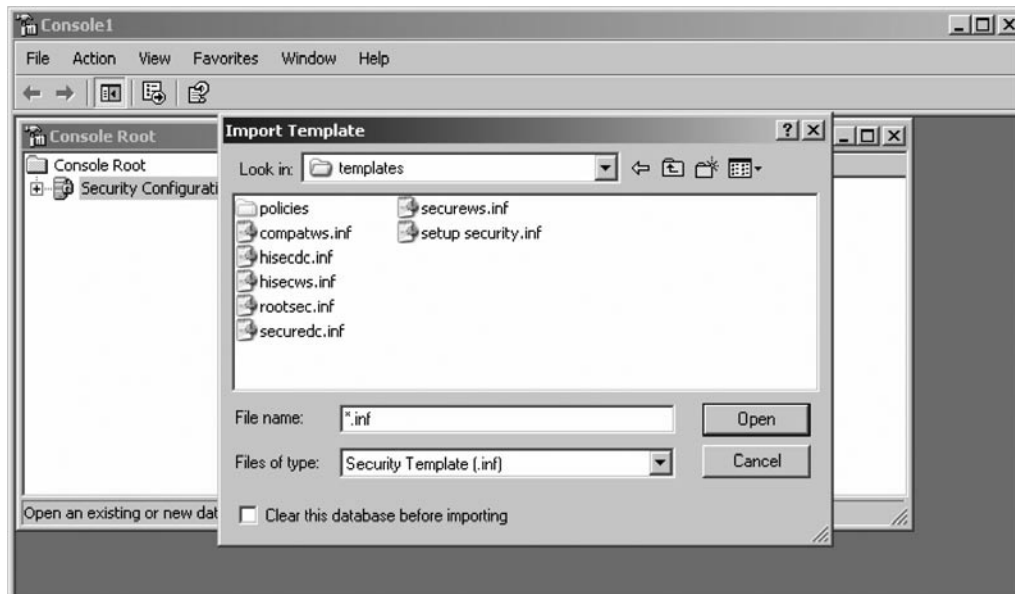 Console1
File Action View Favorites Window Help
Console Root
Import Template
Console Root
Look in: templates
Security Configurati
policies securews.inf
compatws.inf setup security.inf
hisecdc.inf
hisecws.inf
rootsec.inf
securedc.inf
File name: *.inf Open
Files of type: Security Template (.inf) Cancel
Open an existing or new dat
Clear this database before importing